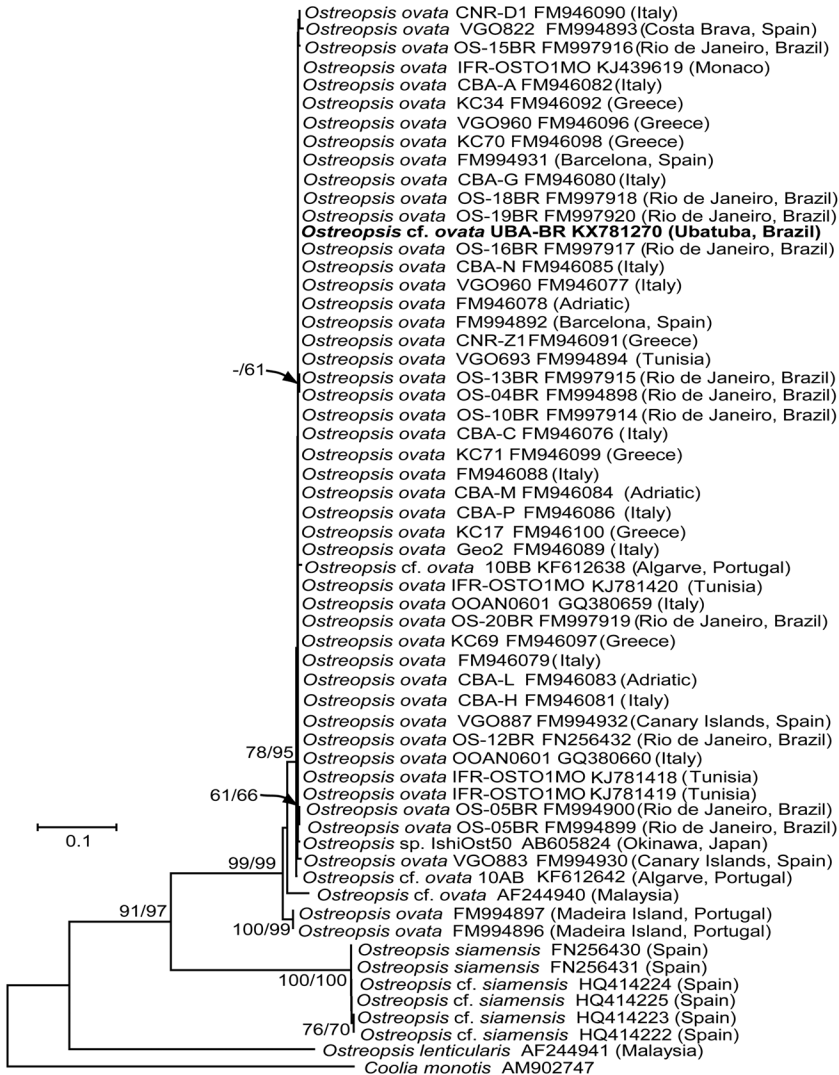 Ostreopsis ovata CNR-D1 FM946090 (Italy)
Ostreopsis ovata VGO822 FM994893(Costa Brava, Spain)
Ostreopsis ovata OS-15BR FM997916(Rio de Janeiro, Brazil)
Ostreopsis ovata IFR-OSTO1MO KJ439619 (Monaco)
Ostreopsis ovata CBA-A FM946082(Italy)
Ostreopsis ovata KC34 FM946092 (Greece)
Ostreopsis ovata VGO960 FM946096 (Greece)
Ostreopsis ovata KC70 FM946098 (Greece)
Ostreopsis ovata FM994931 (Barcelona, Spain)
Ostreopsis ovata CBA-G FM946080(Italy)
Ostreopsis ovata OS-18BR FM997918 (Rio de Janeiro, Brazil)
Ostreopsis ovata OS-19BR FM997920 (Rio de Janeiro, Brazil)
Ostreopsis cf. ovata UBA-BR KX781270 (Ubatuba, Brazil)
Ostreopsis ovata OS-16BR FM997917 (Rio de Janeiro, Brazil)
Ostreopsis ovata CBA-N FM946085(Italy)
Ostreopsis ovata VGO960 FM946077 (Italy)
Ostreopsis ovata FM946078 (Adriatic)
Ostreopsis ovata FM994892 (Barcelona, Spain)
Ostreopsis ovata CNR-Z1FM946091(Greece)
Ostreopsis ovata VGO693 FM994894 (Tunisia)
-/61
Ostreopsis ovata OS-13BR FM997915(Rio de Janeiro, Brazil)
Ostreopsis ovata OS-04BR FM994898 (Rio de Janeiro, Brazil)
Ostreopsis ovata OS-10BR FM997914 (Rio de Janeiro, Brazil)
Ostreopsis ovata CBA-C FM946076 (Italy)
Ostreopsis ovata KC71 FM946099 (Greece)
Ostreopsis ovata FM946088(Italy)
Ostreopsis ovata CBA-M FM946084 (Adriatic)
Ostreopsis ovata CBA-P FM946086 (Italy)
Ostreopsis ovata KC17 FM946100 (Greece)
Ostreopsis ovata Geo2 FM946089 (Italy)
Ostreopsis cf. ovata 10BB KF612638 (Algarve, Portugal)
Ostreopsis ovata IFR-OSTO1MO KJ781420 (Tunisia)
Ostreopsis ovata OOAN0601 GQ380659 (Italy)
Ostreopsis ovata OS-20BR FM997919(Rio de Janeiro, Brazil)
Ostreopsis ovata KC69 FM946097(Greece)
Ostreopsis ovata FM946079(Italy)
Ostreopsis ovata CBA-L FM946083(Adriatic)
Ostreopsis ovata CBA-H FM946081(Italy)
Ostreopsis ovata VGO887 FM994932(Canary Islands, Spain)
Ostreopsis ovata OS-12BR FN256432 (Rio de Janeiro, Brazil)
78/95
Ostreopsis ovata OOAN0601 GQ380660(Italy)
Ostreopsis ovata IFR-OSTO1MO KJ781418 (Tunisia)
Ostreopsis ovata IFR-OSTO1MO KJ781419 (Tunisia)
61/66
Ostreopsis ovata OS-05BR FM994900(Rio de Janeiro, Brazil)
Ostreopsis ovata OS-05BR FM994899(Rio de Janeiro, Brazil)
0.1
Ostreopsis sp. IshiOst50 AB605824 (Okinawa, Japan)
Ostreopsis ovata VGO883 FM994930(Canary Islands, Spain)
99/99
Ostreopsis cf. ovata 10AB KF612642 (Algarve, Portugal)
Ostreopsis cf. ovata AF244940 (Malaysia)
91/97
Ostreopsis ovata FM994897 (Madeira Island, Portugal)
100/99
Ostreopsis ovata FM994896 (Madeira Island, Portugal)
Ostreopsis siamensis FN256430 (Spain)
Ostreopsis siamensis FN256431 (Spain)
100/100
Ostreopsis cf. siamensis HQ414224 (Spain)
Ostreopsis cf. siamensis HQ414225 (Spain)
Ostreopsis cf. siamensis HQ414223 (Spain)
76/70
Ostreopsis cf. siamensis HQ414222 (Spain)
Ostreopsis lenticularis AF244941 (Malaysia)
Coolia monotis AM902747